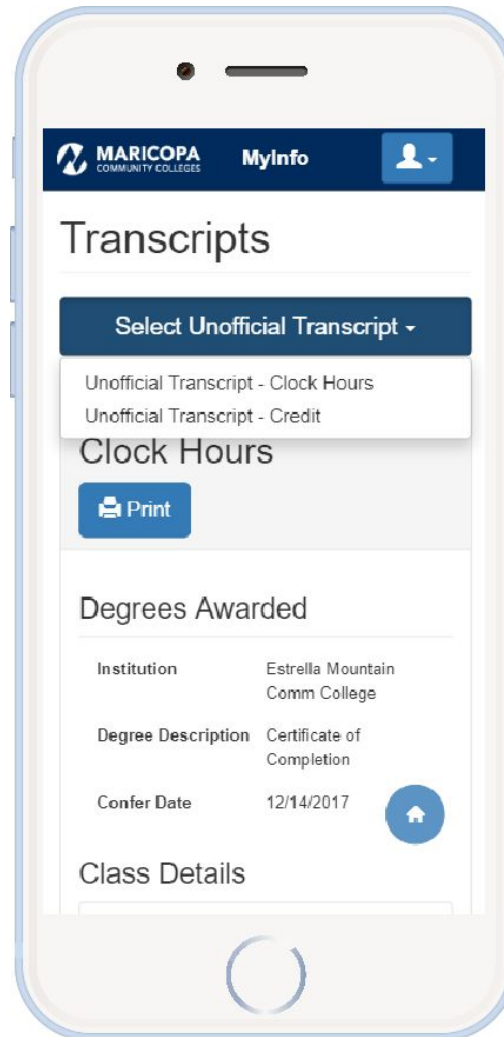 MARICOPA
COMMUNITY COLLEGES
MyInfo
Transcripts
Select Unofficial Transcript
Unofficial Transcript - Clock Hours
Unofficial Transcript - Credit
Clock Hours
Print
Degrees Awarded
Institution Estrella Mountain
Comm College
Degree Description Certificate of
Completion
Confer Date 12/14/2017
Class Details